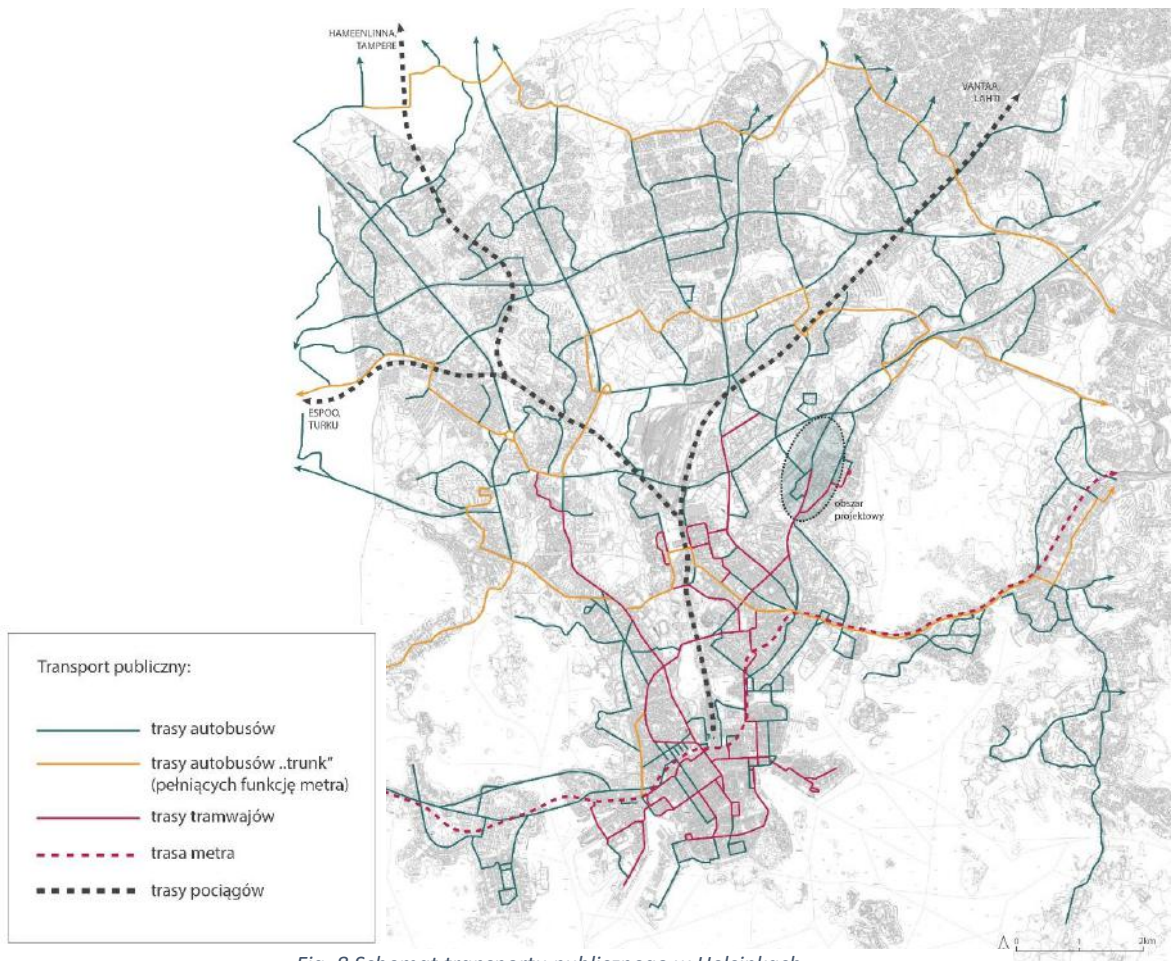 HAMEENLINNA,
TAMPERE
VANTAA,
LAHTI
ESPOO,
TURKU
obszar
projektowy
Transport publiczny:
trasy autobusów
trasy autobusów „trunk"
(pełniących funkcję metra)
trasy tramwajów
trasa metra
trasy pociągów
0 1 2km
Fig. 8 Schemat transportu publicznego w Helsinkach